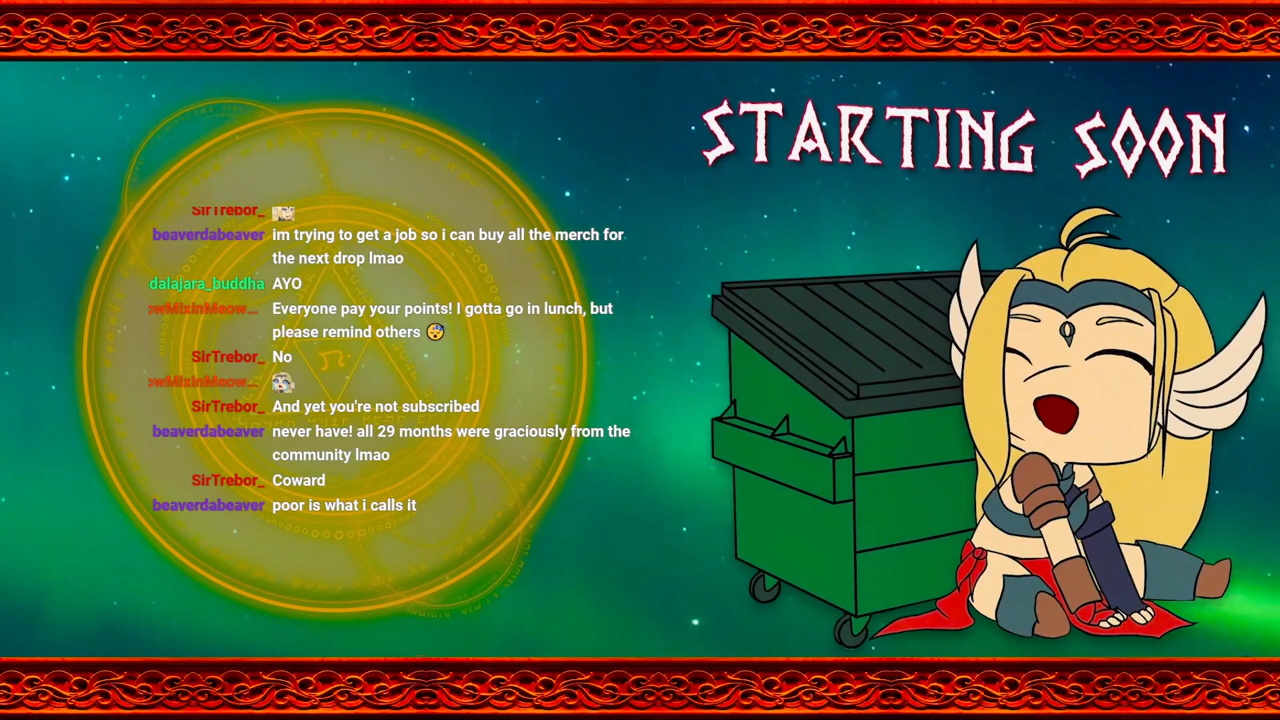 STARTING SOON
SirTrebor_
beaverdabeaver im trying to get a job so i can buy all the merch for
the next drop lmao
dalajara_buddha AYO
owMixinMeow... Everyone pay your points! I gotta go in lunch, but
please remind others 😴
SirTrebor_ No
owMixinMeow...
SirTrebor_ And yet you're not subscribed
beaverdabeaver never have! all 29 months were graciously from the
community lmao
SirTrebor_ Coward
beaverdabeaver poor is what i calls it